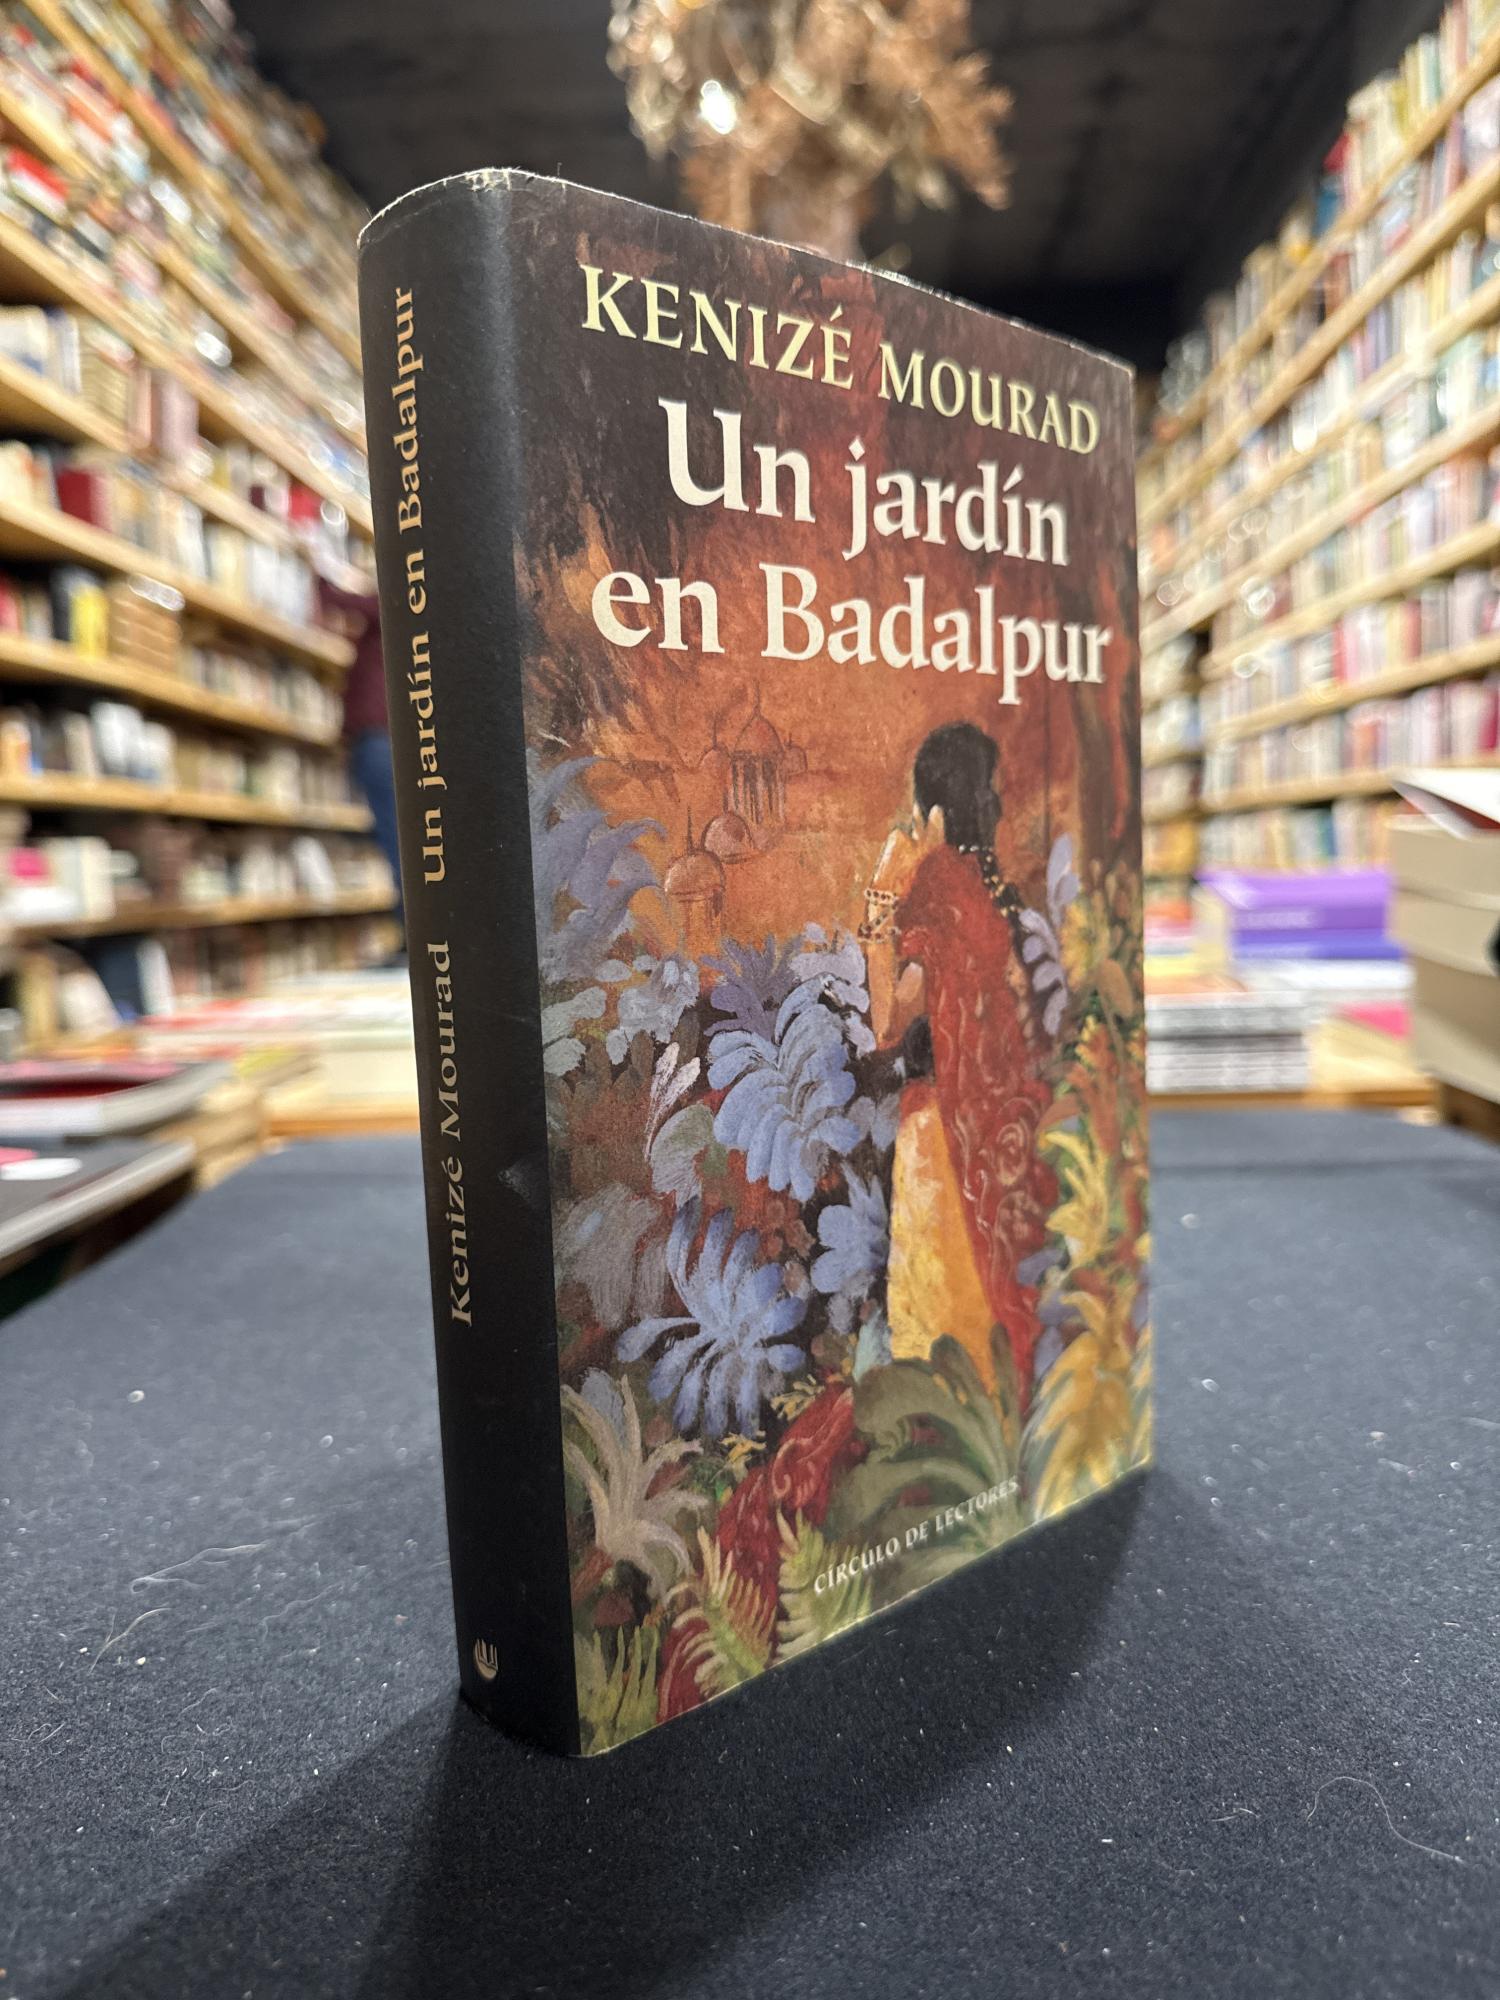 KENIZÉ MOURAD
Un jardín
en Badalpur
CÍRCULO DE LECTORES
Kenizé Mourad Un jardín en Badalpur